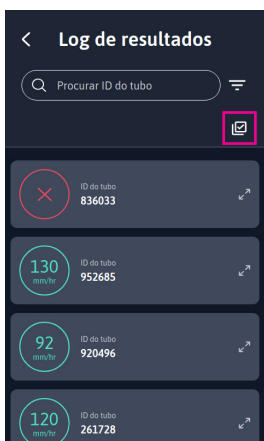 Log de resultados
Procurar ID do tubo
ID do tubo
836033
130
mm/hr
ID do tubo
952685
92
mm/hr
ID do tubo
920496
120
mm/hr
ID do tubo
261728